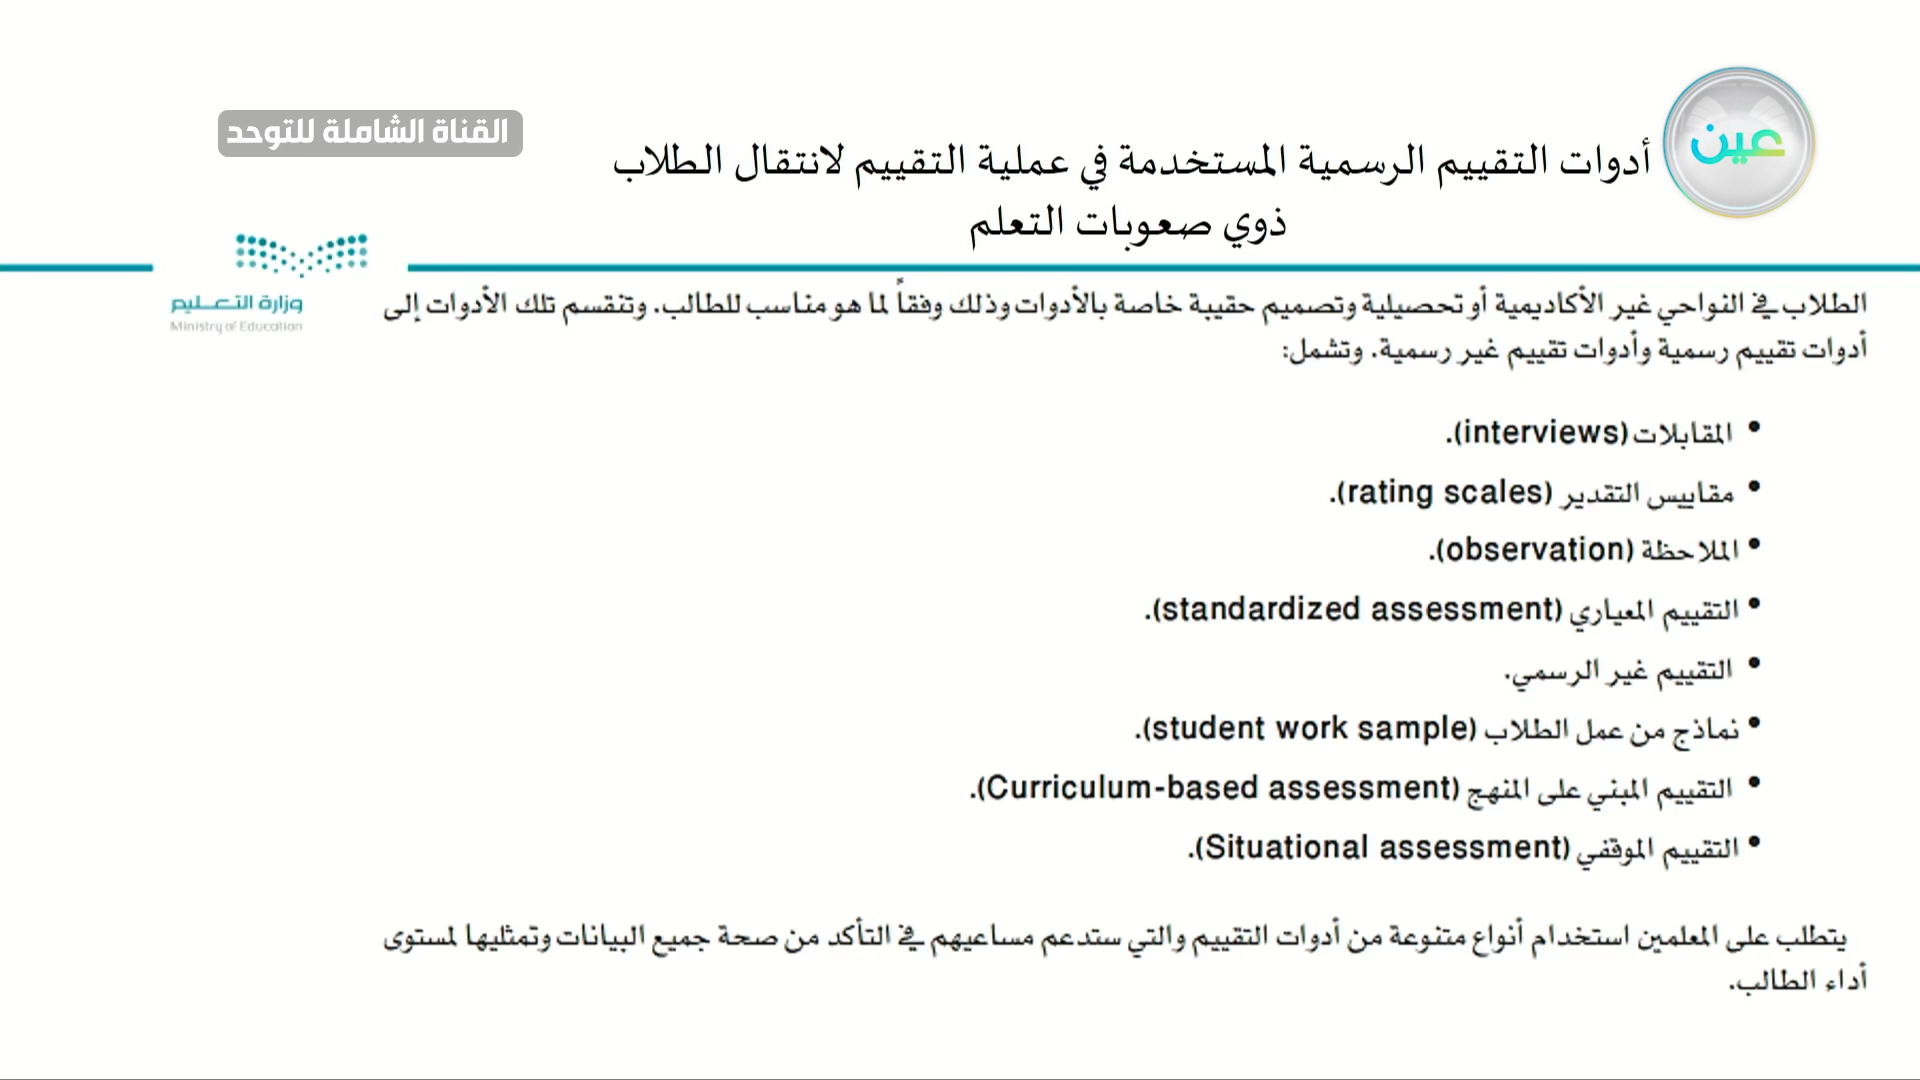 عين
القناة الشاملة للتوحد
أدوات التقييم الرسمية المستخدمة في عملية التقييم لانتقال الطلاب
ذوي صعوبات التعلم
وزارة التعليم
Ministry of Education
الطلاب في النواحي غير الأكاديمية أو تحصيلية وتصميم حقيبة خاصة بالأدوات وذلك وفقاً لما هو مناسب للطالب. وتنقسم تلك الأدوات إلى
أدوات تقييم رسمية وأدوات تقييم غير رسمية. وتشمل:
• المقابلات (interviews).
• مقاييس التقدير (rating scales).
• الملاحظة (observation).
• التقييم المعياري (standardized assessment).
• التقييم غير الرسمي.
• نماذج من عمل الطلاب (student work sample).
• التقييم المبني على المنهج (Curriculum-based assessment).
• التقييم الموقفي (Situational assessment).
يتطلب على المعلمين استخدام أنواع متنوعة من أدوات التقييم والتي ستدعم مساعيهم في التأكد من صحة جميع البيانات وتمثليها لمستوى
أداء الطالب.